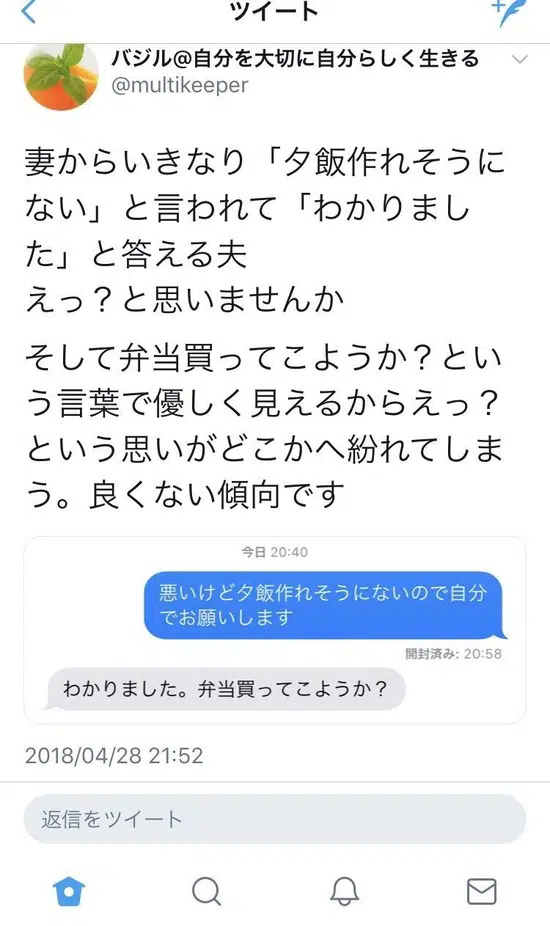 ツイート
バジル@自分を大切に自分らしく生きる
@multikeeper
妻からいきなり「夕飯作れそうに
ない」と言われて「わかりまし
た」と答える夫
えっ？と思いませんか
そして弁当買ってこようか？とい
う言葉で優しく見えるからえっ？
という思いがどこかへ紛れてしま
う。良くない傾向です
今日 20:40
悪いけど夕飯作れそうにないので自分
でお願いします
開封済み: 20:58
わかりました。弁当買ってこようか？
2018/04/28 21:52
返信をツイート